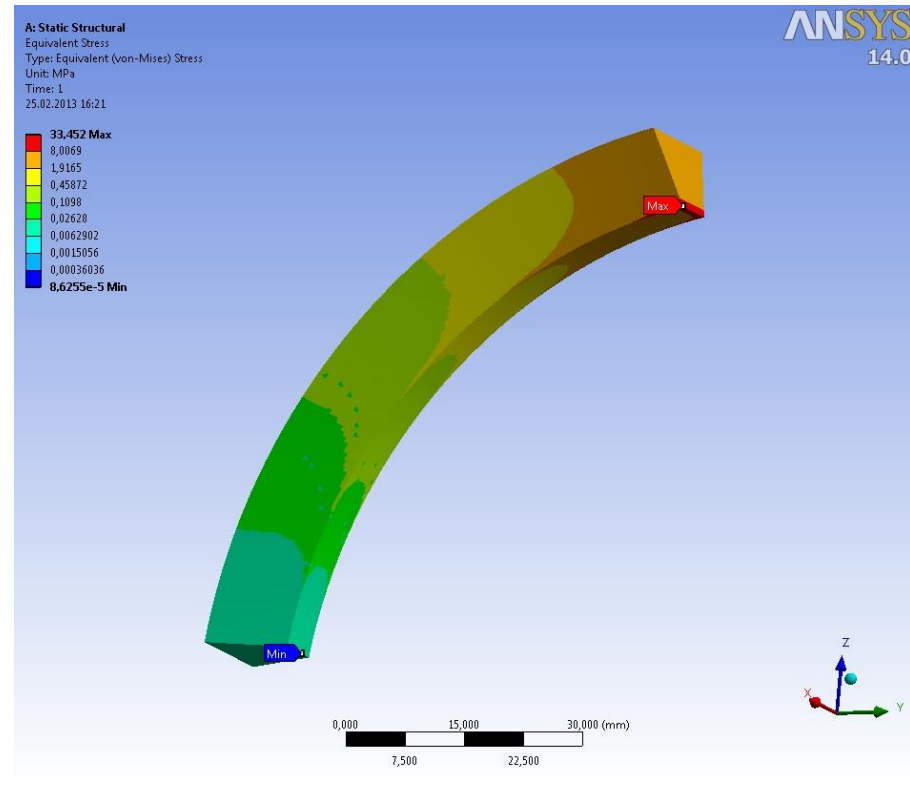 A: Static Structural
Equivalent Stress
Type: Equivalent (von-Mises) Stress
Unit: MPa
Time: 1
25.02.2013 16:21
33,452 Max
8,0069
1,9165
0,45872
0,1098
0,02628
0,0062902
0,0015056
0,00036036
8,6255e-5 Min
ANSYS
14.0
Max
Min
Z
X
Y
0,000 15,000 30,000 (mm)
7,500 22,500